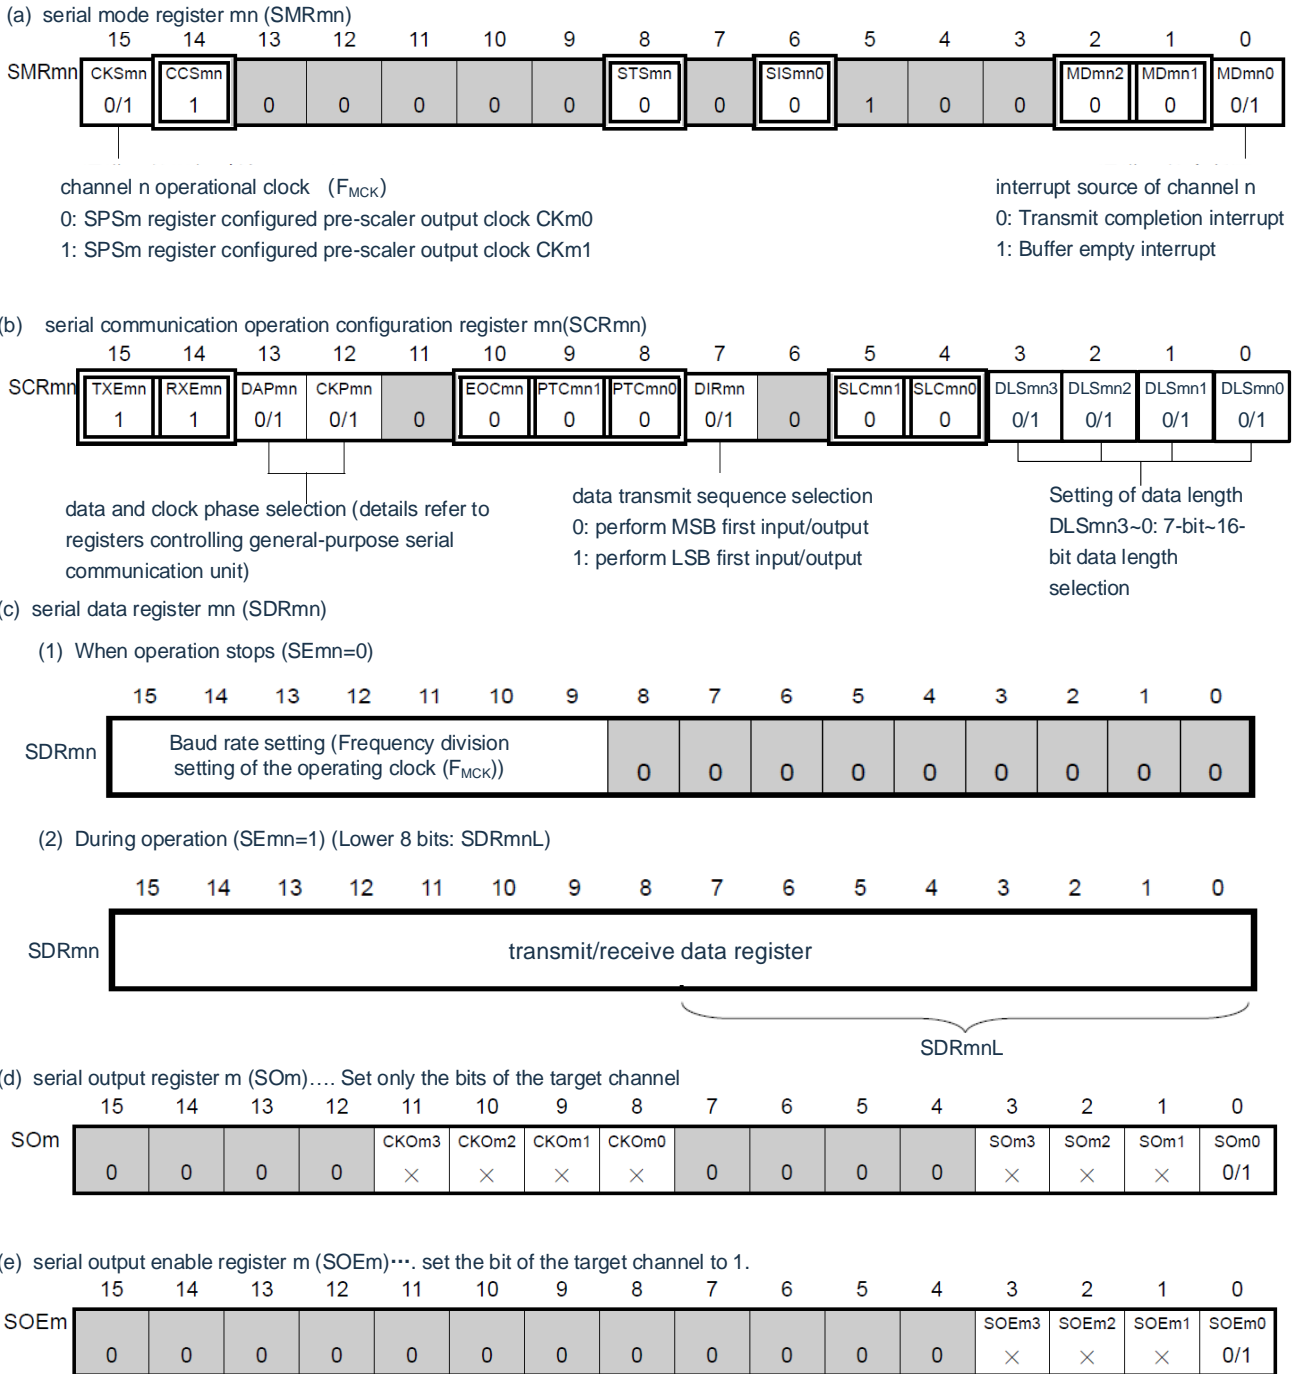 (a) serial mode register mn (SMRmn)
15 14 13 12 11 10 9 8 7 6 5 4 3 2 1 0
SMRmn CKSmn CCSmn STSmn SISmn0 MDmn2 MDmn1 MDmn0
0/1 1 0 0 0 0 0 0 0 0 1 0 0 0 0 0/1
channel n operational clock (FMCK)
0: SPSm register configured pre-scaler output clock CKm0
1: SPSm register configured pre-scaler output clock CKm1
interrupt source of channel n
0: Transmit completion interrupt
1: Buffer empty interrupt
(b) serial communication operation configuration register mn(SCRmn)
15 14 13 12 11 10 9 8 7 6 5 4 3 2 1 0
SCRmn TXEmn RXEmn DAPmn CKPmn EOCmn PTCmn1 PTCmn0 DIRmn SLCmn1 SLCmn0 DLSmn3 DLSmn2 DLSmn1 DLSmn0
1 1 0/1 0/1 0 0 0 0 0/1 0 0 0 0/1 0/1 0/1 0/1
data and clock phase selection (details refer to
registers controlling general-purpose serial
communication unit)
data transmit sequence selection
0: perform MSB first input/output
1: perform LSB first input/output
Setting of data length
DLSmn3~0: 7-bit~16-
bit data length
selection
(c) serial data register mn (SDRmn)
(1) When operation stops (SEmn=0)
15 14 13 12 11 10 9 8 7 6 5 4 3 2 1 0
SDRmn
Baud rate setting (Frequency division
setting of the operating clock (FMCK))
0 0 0 0 0 0 0 0 0
(2) During operation (SEmn=1) (Lower 8 bits: SDRmnL)
15 14 13 12 11 10 9 8 7 6 5 4 3 2 1 0
SDRmn transmit/receive data register
SDRmnL
(d) serial output register m (SOm)…. Set only the bits of the target channel
15 14 13 12 11 10 9 8 7 6 5 4 3 2 1 0
SOm CKOm3 CKOm2 CKOm1 CKOm0 SOm3 SOm2 SOm1 SOm0
0 0 0 0 × × × × 0 0 0 0 × × × 0/1
(e) serial output enable register m (SOEm)···. set the bit of the target channel to 1.
15 14 13 12 11 10 9 8 7 6 5 4 3 2 1 0
SOEm SOEm3 SOEm2 SOEm1 SOEm0
0 0 0 0 0 0 0 0 0 0 0 0 × × × 0/1